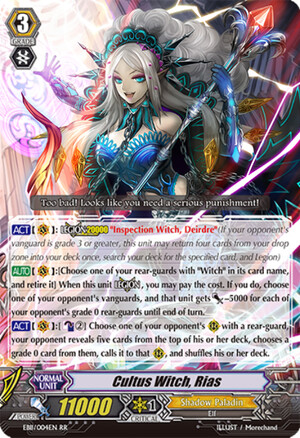 3
GRADE
Too bad! Looks like you need a serious punishment!
ACT 1: LEGION 20000 "Inspection Witch, Deirdre" (If your opponent's
vanguard is grade 3 or greater, this unit may return four cards from your drop
zone into your deck once, search your deck for the specified card, and Legion)
AUTO 1:[Choose one of your rear-guards with "Witch" in its card name,
and retire it] When this unit LEGION, you may pay the cost. If you do, choose
one of your opponent's vanguards, and that unit gets -5000 for each of
your opponent's grade 0 rear-guards until end of turn.
ACT 1: [2] Choose one of your opponent's with a rear-guard,
your opponent reveals five cards from the top of his or her deck, chooses a
grade 0 card from them, calls it to that , and shuffles his or her deck.
NORMAL
UNIT
Cultus Witch, Rias
POWER
11000
1
CRITICAL
Shadow Paladin
Elf
EB11/004EN RR
ILLUST / Morechand